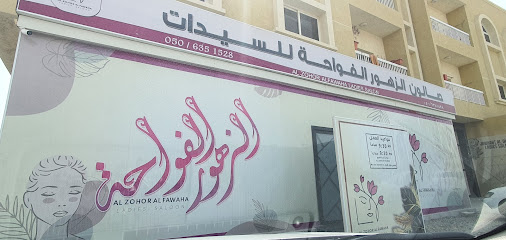 صالون الزهور الفواحة للسيدات
050 / 635 1528
AL ZOHOR ALFAWAHA LADIES SALON
الزهور الفواحة
AL ZOHOR AL FAWAHA
LADIES SALOON